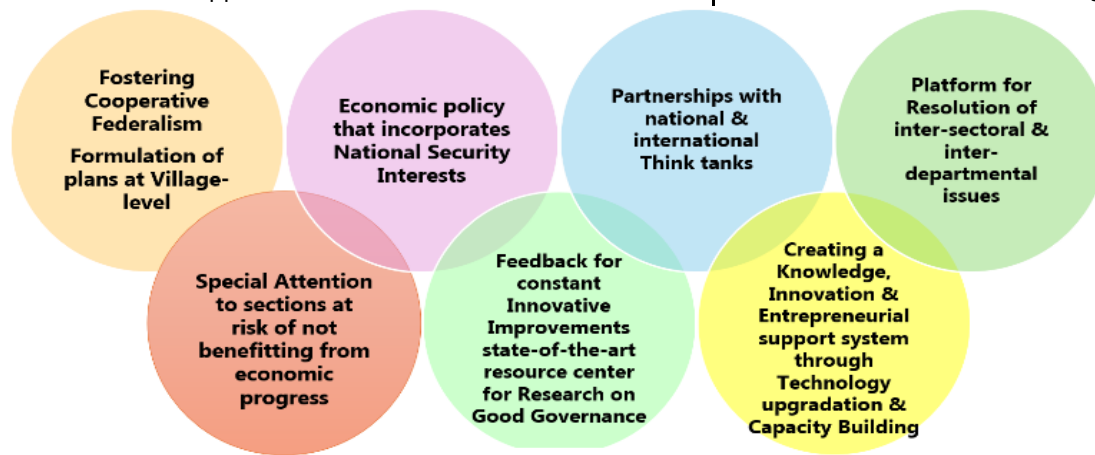 Fostering
Cooperative
Federalism
Formulation of
plans at Village-
level
Economic policy
that incorporates
National Security
Interests
Partnerships with
national &
international
Think tanks
Platform for
Resolution of
inter-sectoral &
inter-
departmental
issues
Special Attention
to sections at
risk of not
benefitting from
economic
progress
Feedback for
constant
Innovative
Improvements
state-of-the-art
resource center
for Research on
Good Governance
Creating a
Knowledge,
Innovation &
Entrepreneurial
support system
through
Technology
upgradation &
Capacity Building